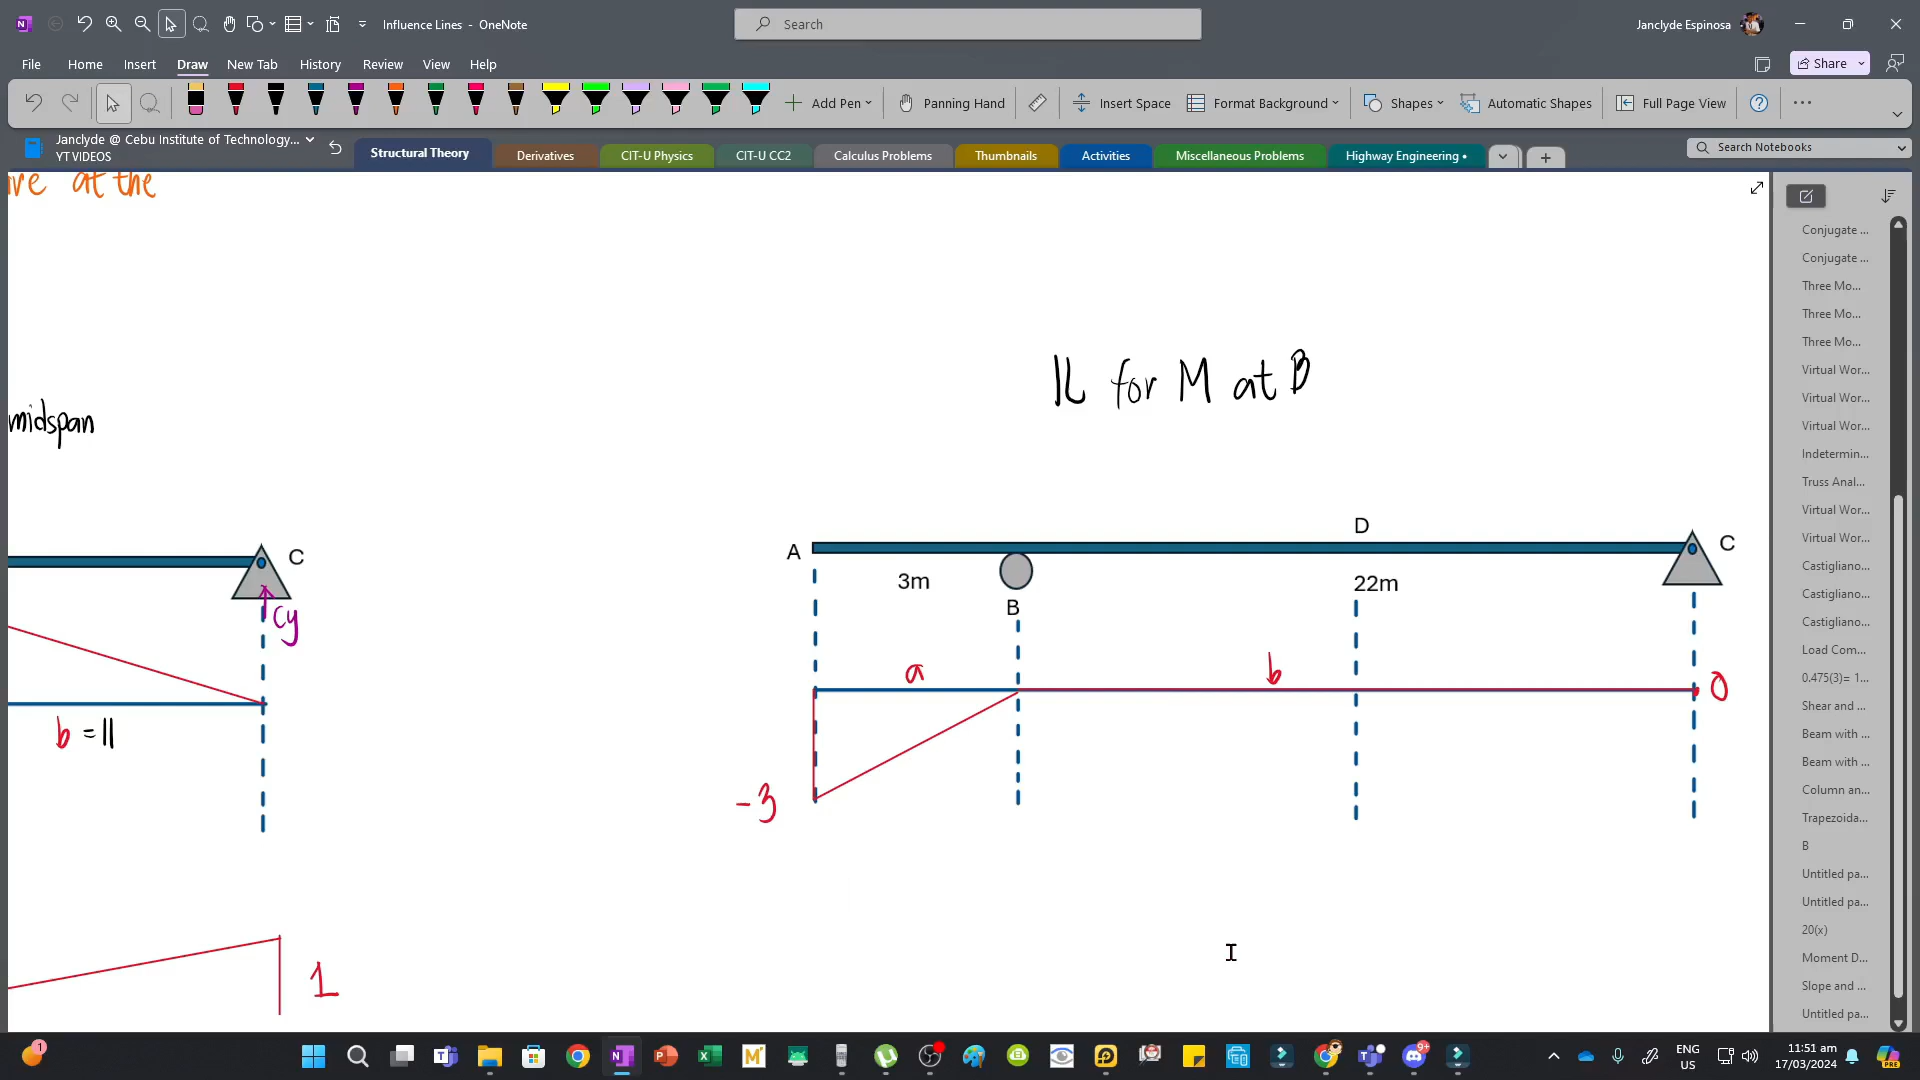 Influence Lines - OneNote
Search
Janclyde Espinosa
File Home Insert Draw New Tab History Review View Help
Share
Add Pen
Panning Hand
Insert Space
Format Background
Shapes
Automatic Shapes
Full Page View
Janclyde @ Cebu Institute of Technology...
YT VIDEOS
Structural Theory
Derivatives
CIT-U Physics
CIT-U CC2
Calculus Problems
Thumbnails
Activities
Miscellaneous Problems
Highway Engineering •
Search Notebooks
at the
midspan
C
Cy
b = 11
1
IL for M at B
A
D
C
3m
22m
B
a
b
0
-3
Conjugate ...
Conjugate ...
Three Mo...
Three Mo...
Three Mo...
Virtual Wor...
Virtual Wor...
Virtual Wor...
Indetermin...
Truss Anal...
Virtual Wor...
Virtual Wor...
Castigliano...
Castigliano...
Castigliano...
Load Com...
0.475(3)= 1...
Shear and ...
Beam with ...
Beam with ...
Column an...
Trapezoida...
B
Untitled pa...
Untitled pa...
20(x)
Moment D...
Slope and ...
Untitled pa...
1
9+
ENG
US
11:51 am
17/03/2024